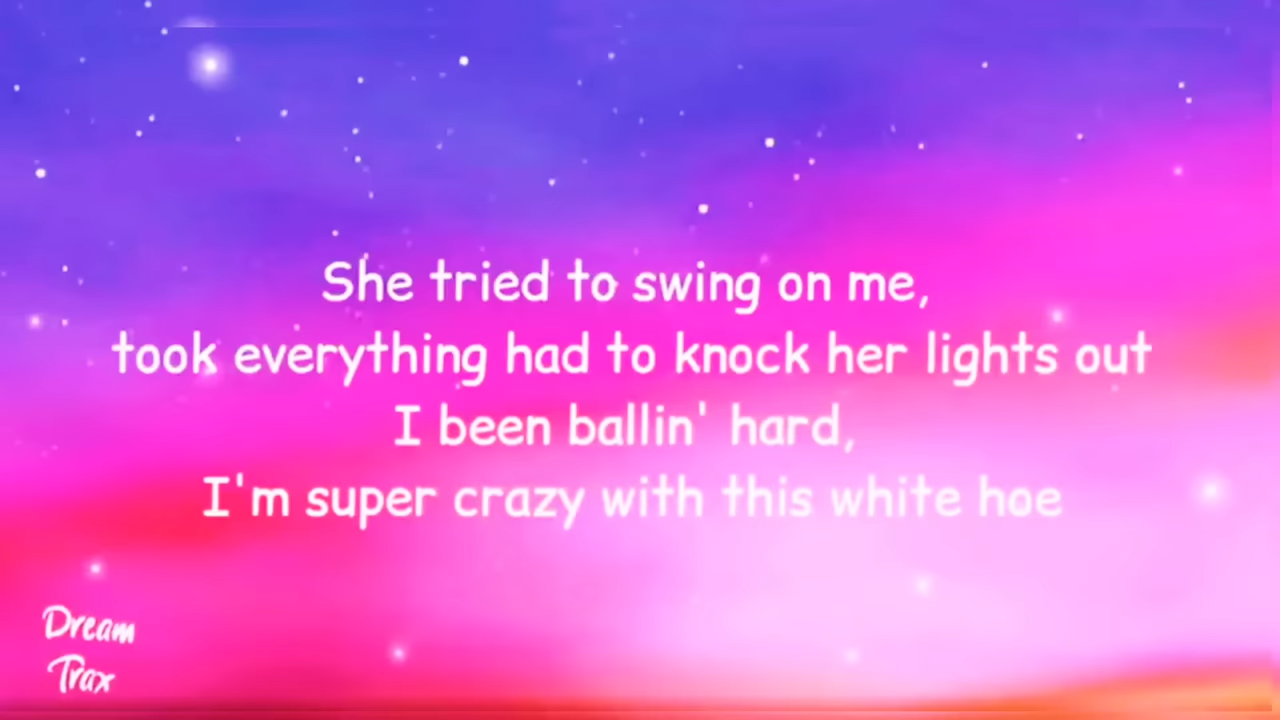 She tried to swing on me,
took everything had to knock her lights out
I been ballin' hard,
I'm super crazy with this white hoe
Dream
Trax